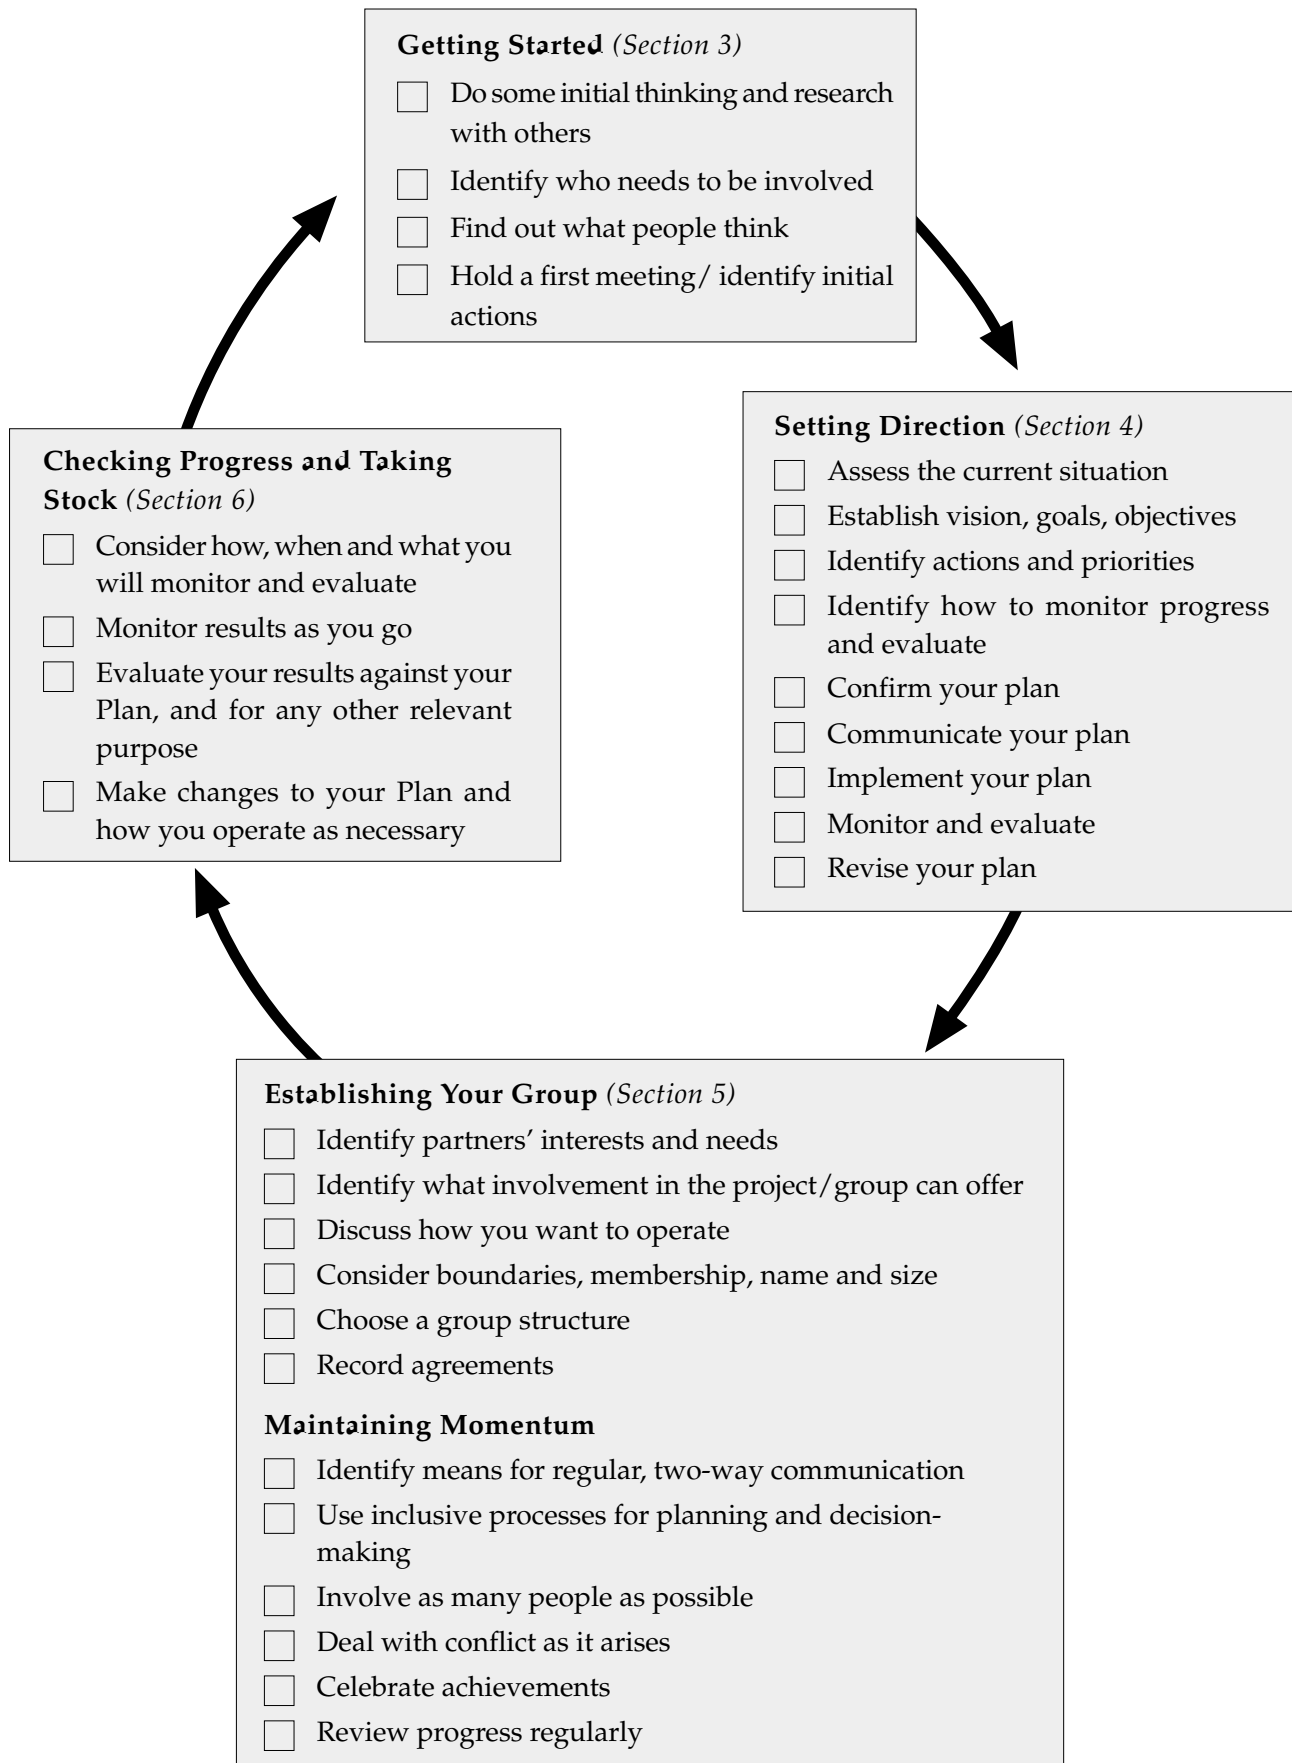 Getting Started (Section 3)
Do some initial thinking and research
with others
Identify who needs to be involved
Find out what people think
Hold a first meeting/ identify initial
actions
Setting Direction (Section 4)
Assess the current situation
Establish vision, goals, objectives
Identify actions and priorities
Identify how to monitor progress
and evaluate
Confirm your plan
Communicate your plan
Implement your plan
Monitor and evaluate
Revise your plan
Establishing Your Group (Section 5)
Identify partners’ interests and needs
Identify what involvement in the project/group can offer
Discuss how you want to operate
Consider boundaries, membership, name and size
Choose a group structure
Record agreements
Maintaining Momentum
Identify means for regular, two-way communication
Use inclusive processes for planning and decision-
making
Involve as many people as possible
Deal with conflict as it arises
Celebrate achievements
Review progress regularly
Checking Progress and Taking
Stock (Section 6)
Consider how, when and what you
will monitor and evaluate
Monitor results as you go
Evaluate your results against your
Plan, and for any other relevant
purpose
Make changes to your Plan and
how you operate as necessary